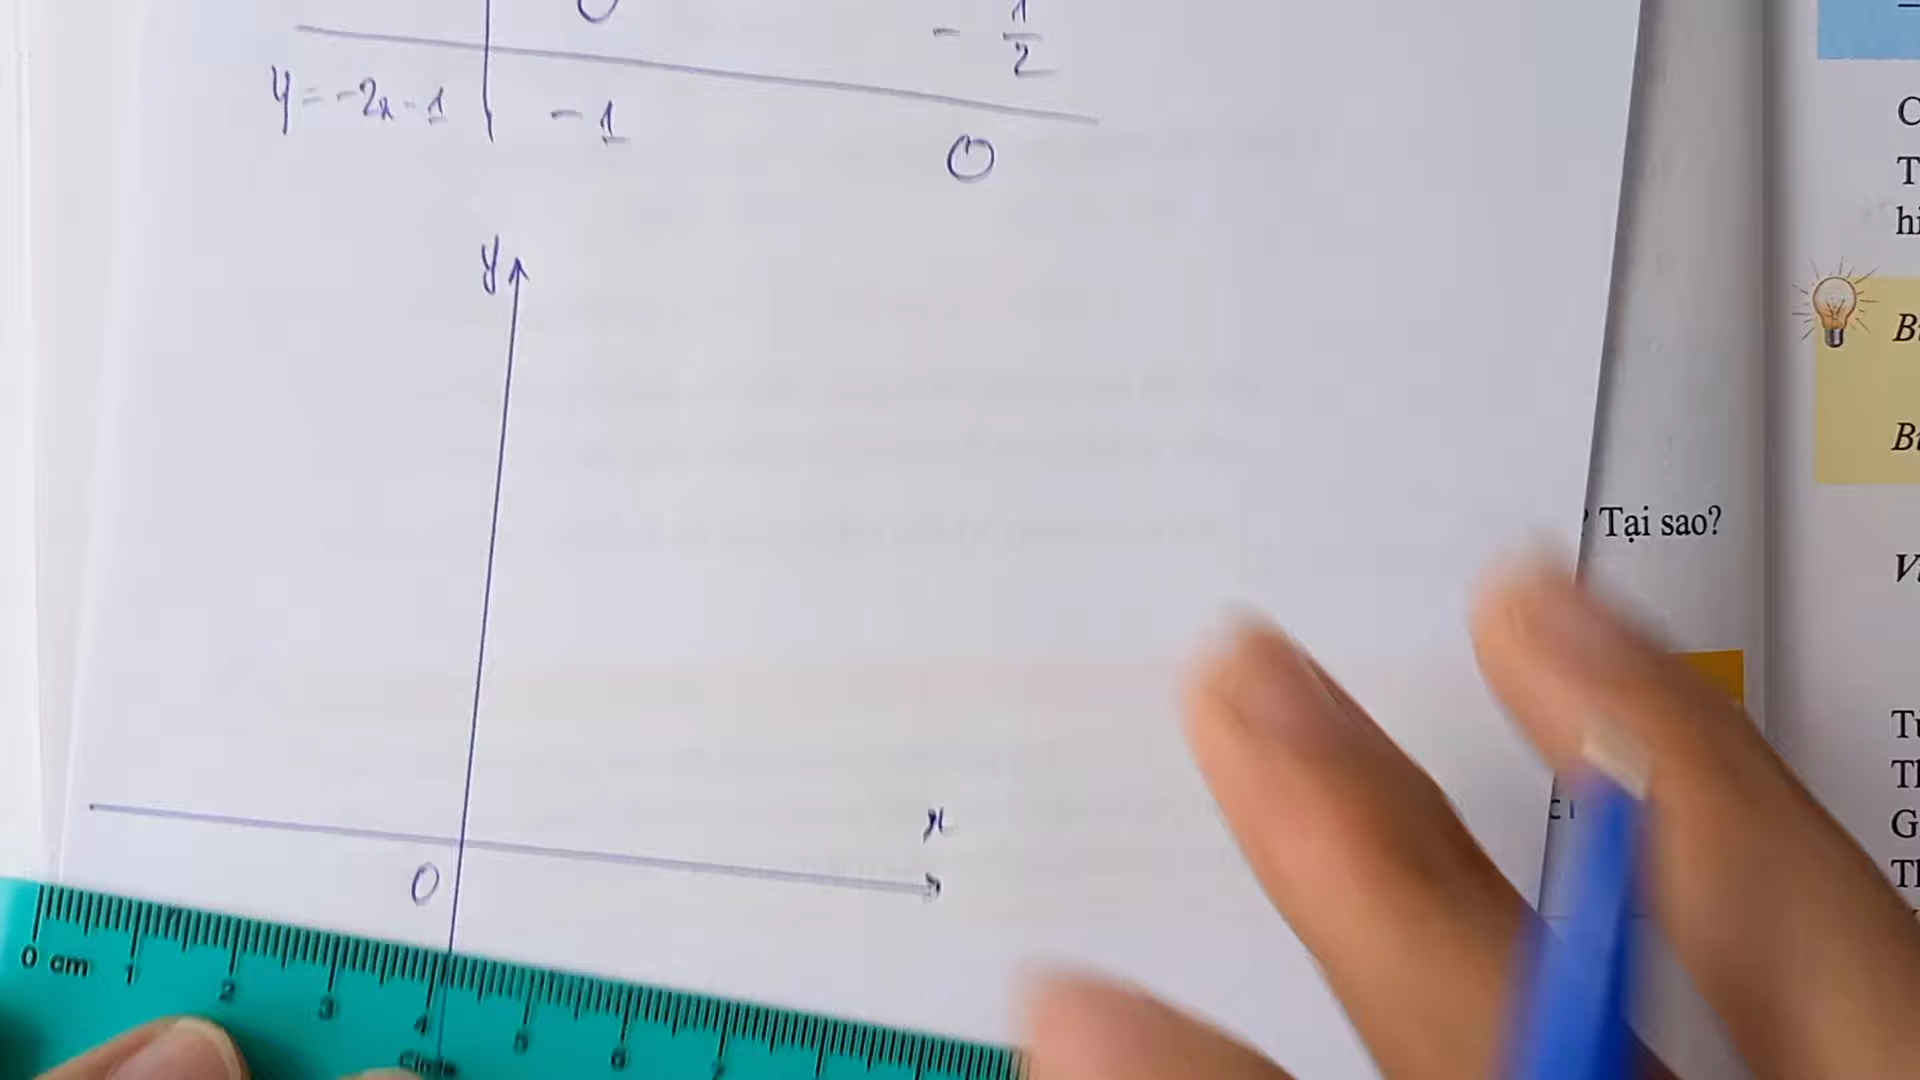 0 - 1/2
y = -2x - 1 -1 0
y
Tại sao?
x
0
0 cm 1 2 3 4 5 6 7
Circle